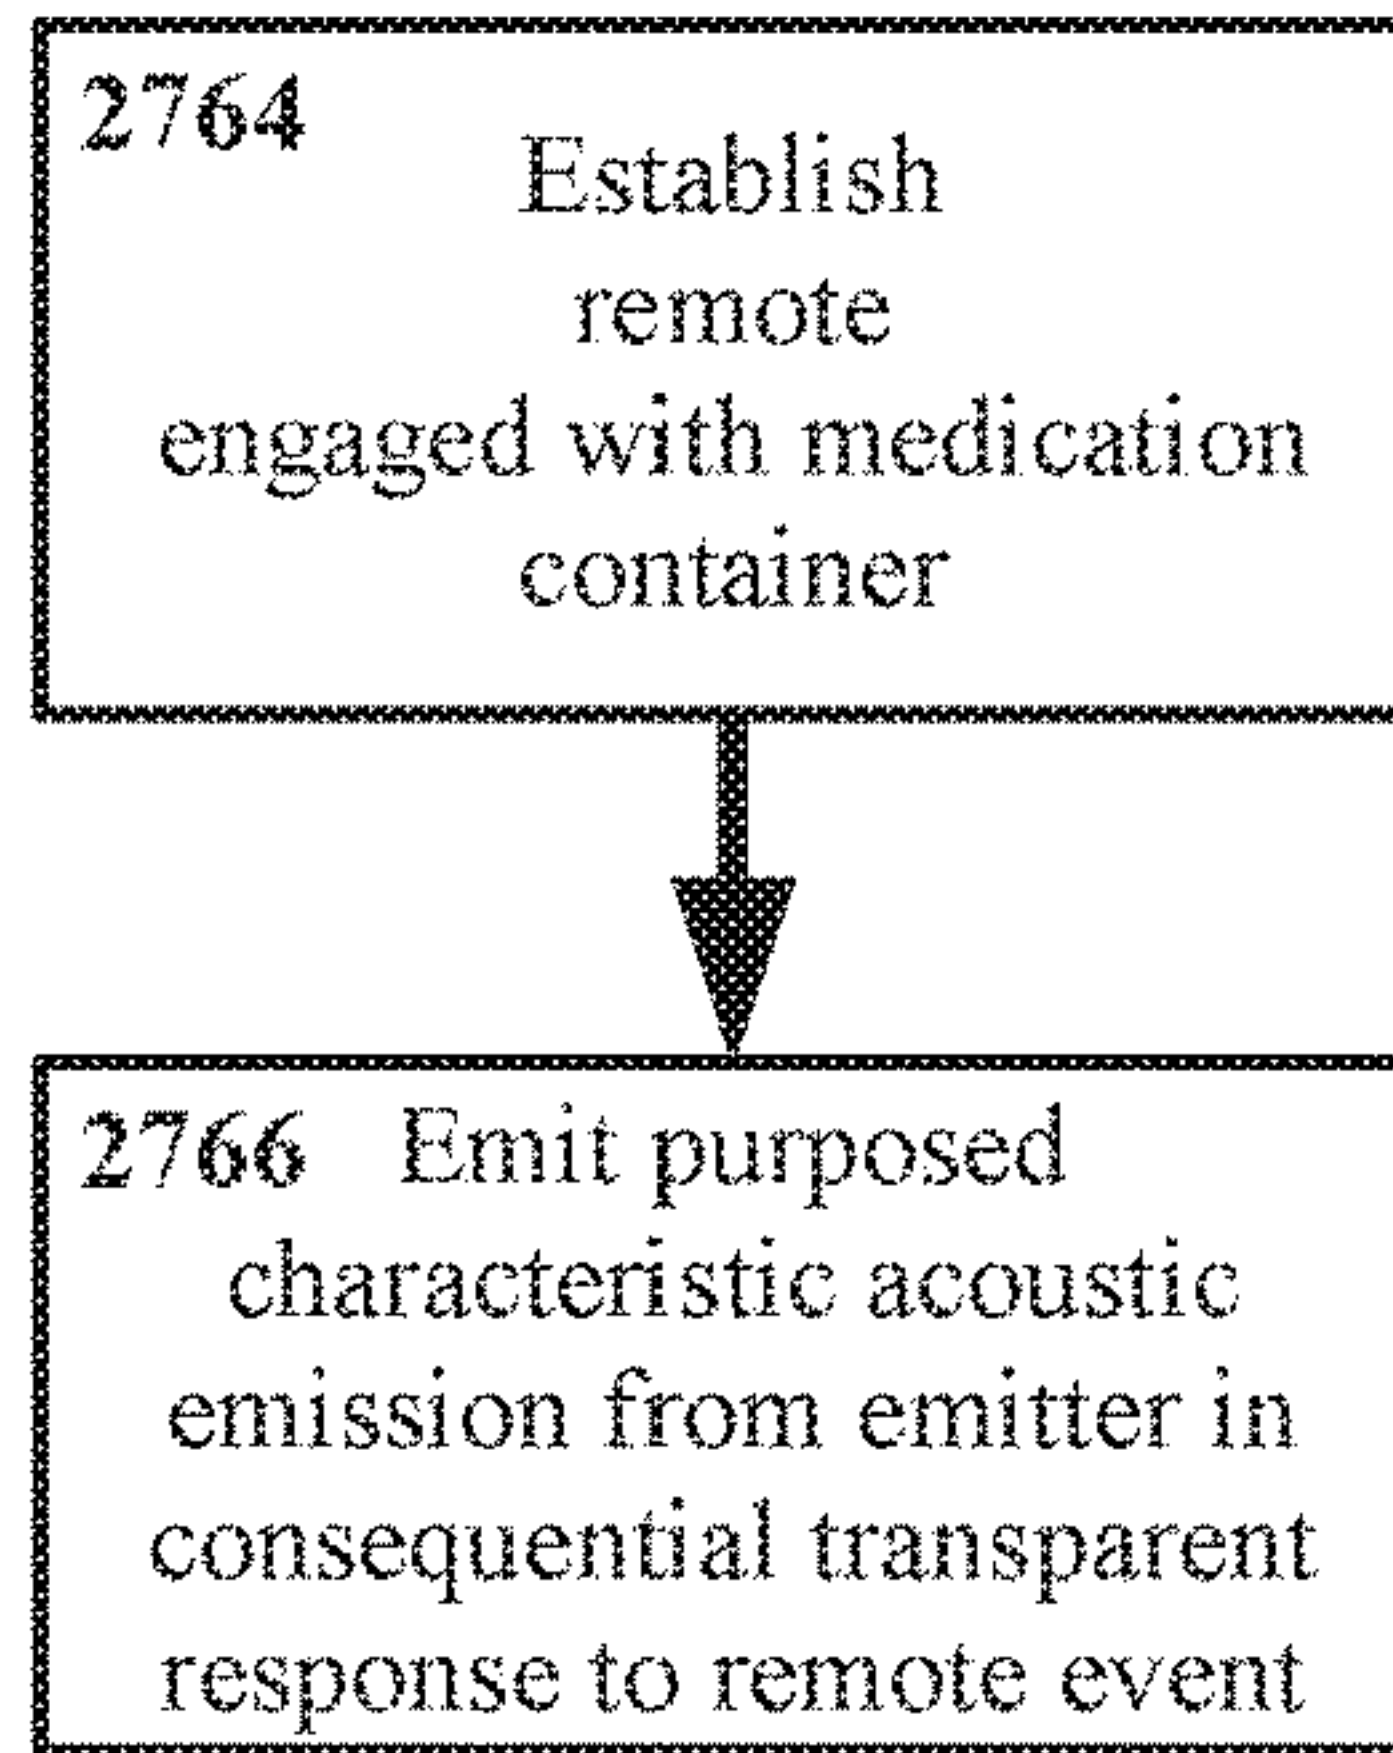 2764
Establish
remote
engaged with medication
container
2766 Emit purposed
characteristic acoustic
emission from emitter in
consequential transparent
response to remote event